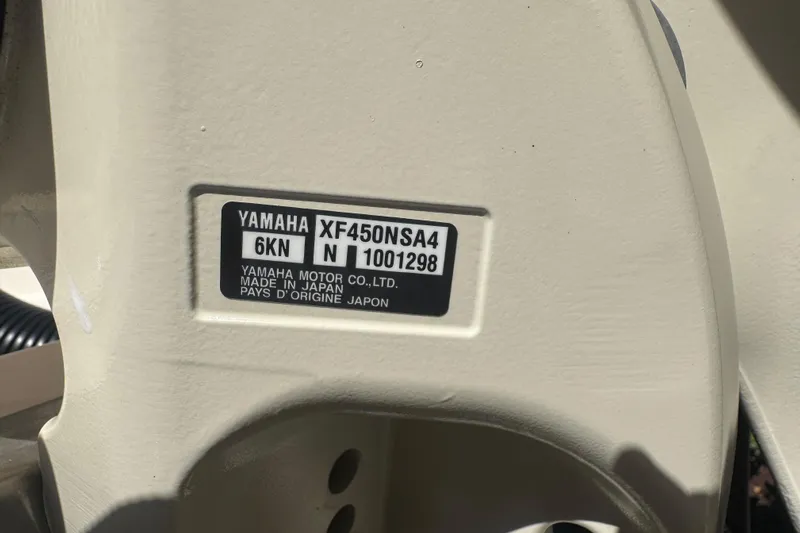 YAMAHA XF450NSA4
6KN N 1001298
YAMAHA MOTOR CO.,LTD.
MADE IN JAPAN
PAYS D'ORIGINE JAPON